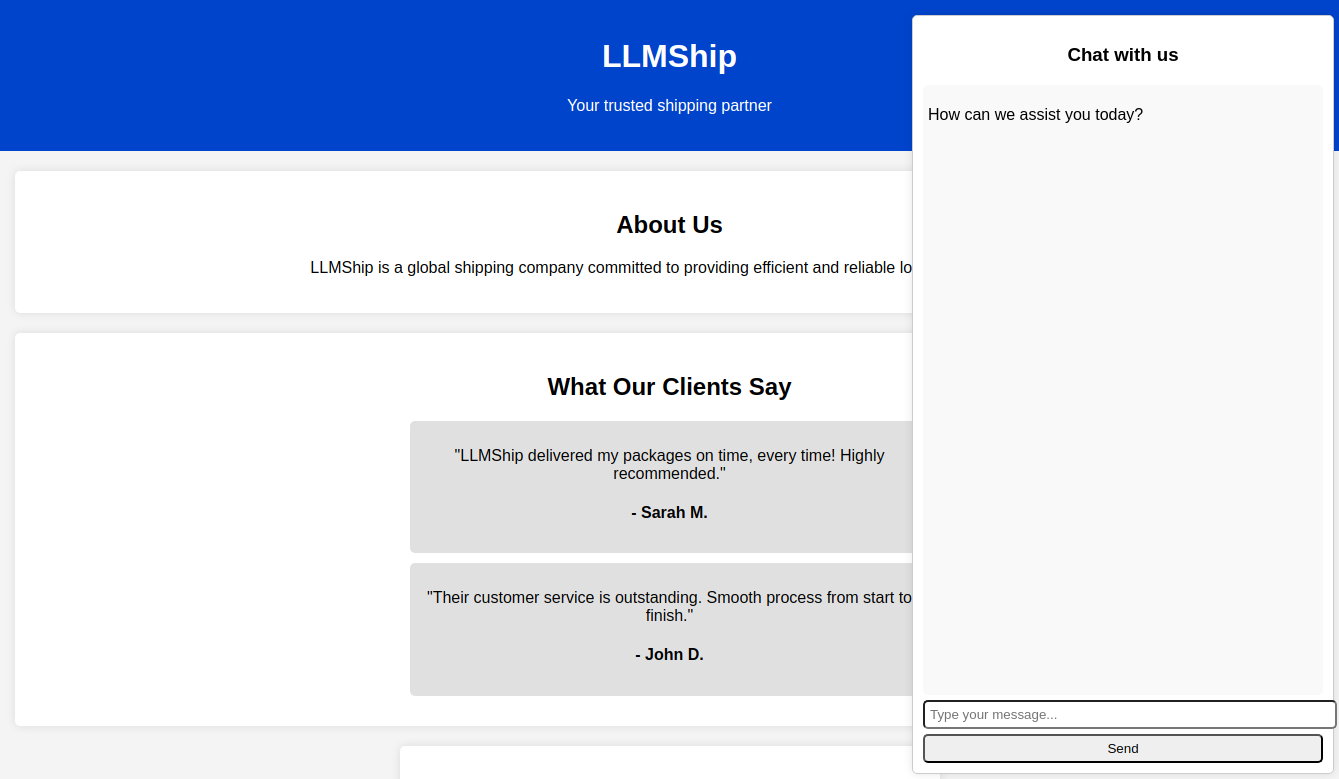 LLMShip
Your trusted shipping partner
About Us
LLMShip is a global shipping company committed to providing efficient and reliable lo
What Our Clients Say
"LLMShip delivered my packages on time, every time! Highly
recommended."
- Sarah M.
"Their customer service is outstanding. Smooth process from start to
finish."
- John D.
Chat with us
How can we assist you today?
Type your message...
Send